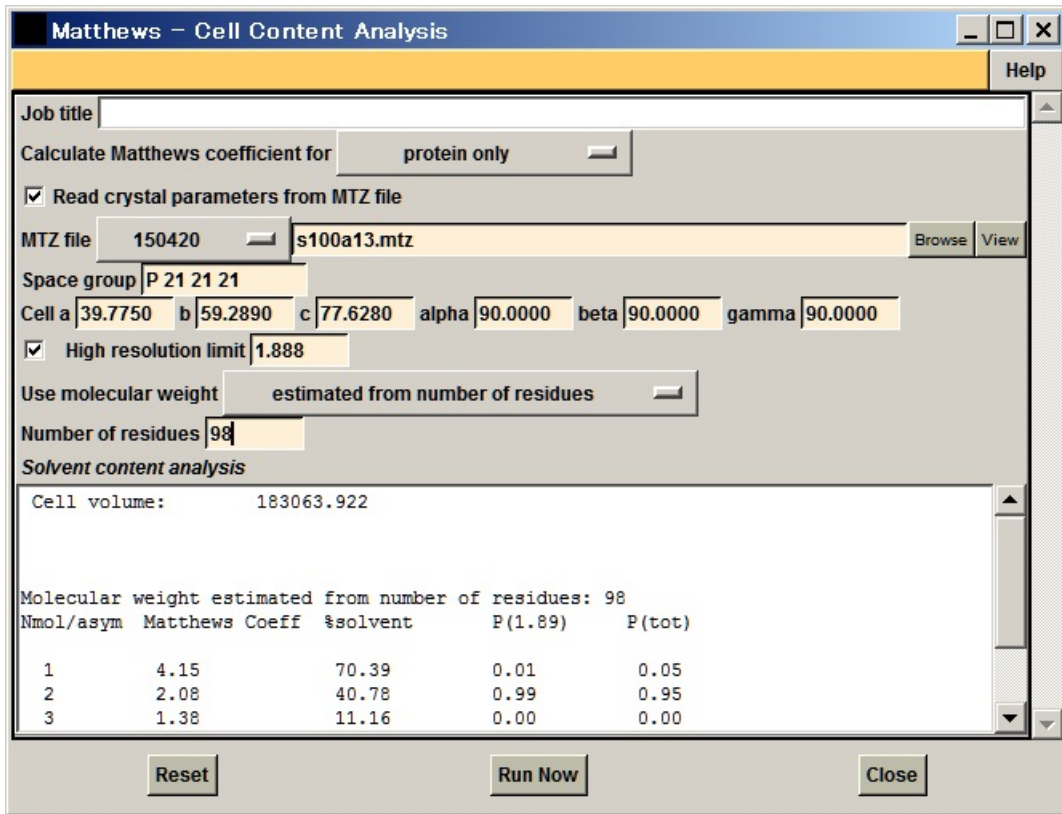 Matthews – Cell Content Analysis
Help
Job title
Calculate Matthews coefficient for protein only
Read crystal parameters from MTZ file
MTZ file 150420 s100a13.mtz Browse View
Space group P 21 21 21
Cell a 39.7750 b 59.2890 c 77.6280 alpha 90.0000 beta 90.0000 gamma 90.0000
High resolution limit 1.888
Use molecular weight estimated from number of residues
Number of residues 98
Solvent content analysis
Cell volume: 183063.922
Molecular weight estimated from number of residues: 98
Nmol/asym Matthews Coeff %solvent P(1.89) P(tot)
1 4.15 70.39 0.01 0.05
2 2.08 40.78 0.99 0.95
3 1.38 11.16 0.00 0.00
Reset Run Now Close